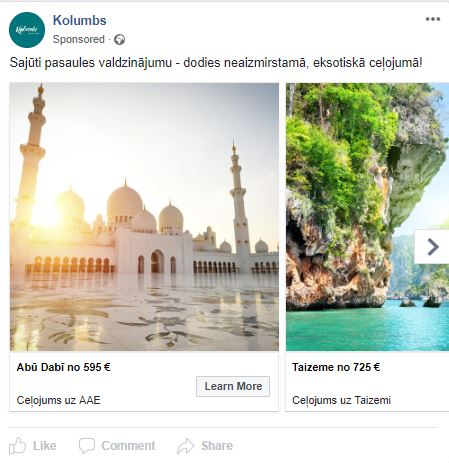 Kolumbs
Kolumbs
Sponsored ·
Sajūti pasaules valdzinājumu - dodies neaizmirstamā, eksotiskā ceļojumā!
Abū Dabī no 595 €
Learn More
Ceļojums uz AAE
Taizeme no 725 €
Ceļojums uz Taizemi
Like
Comment
Share